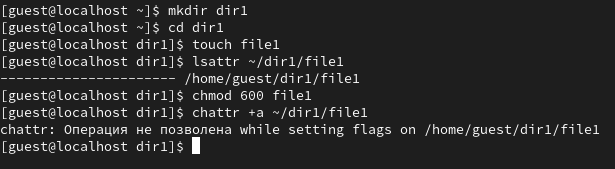 [guest@localhost ~]$ mkdir dir1
[guest@localhost ~]$ cd dir1
[guest@localhost dir1]$ touch file1
[guest@localhost dir1]$ lsattr ~/dir1/file1
---------------------- /home/guest/dir1/file1
[guest@localhost dir1]$ chmod 600 file1
[guest@localhost dir1]$ chattr +a ~/dir1/file1
chattr: Операция не позволена while setting flags on /home/guest/dir1/file1
[guest@localhost dir1]$